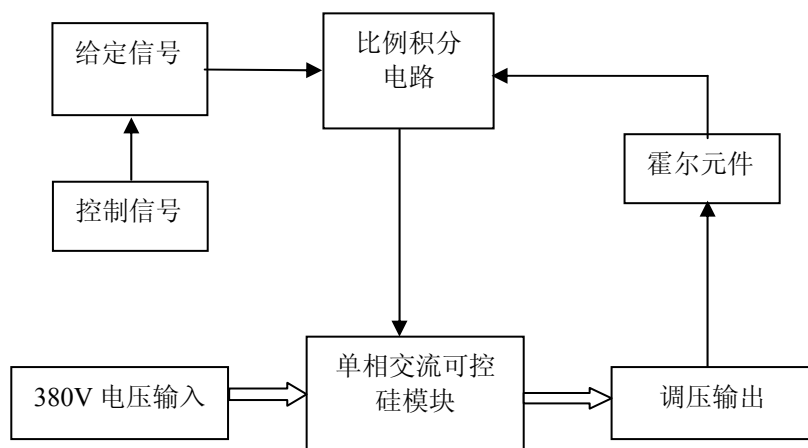 给定信号
比例积分
电路
霍尔元件
控制信号
380V 电压输入
单相交流可控
硅模块
调压输出